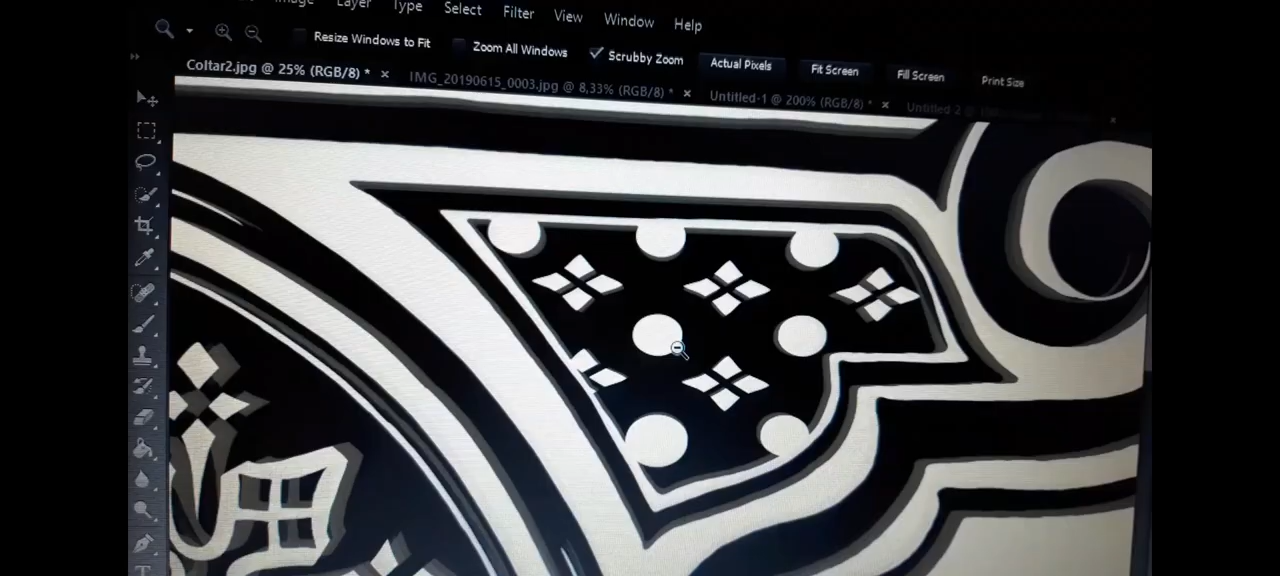 Image Layer Type Select Filter View Window Help
Resize Windows to Fit Zoom All Windows Scrubby Zoom Actual Pixels Fit Screen Fill Screen Print Size
Coltar2.jpg @ 25% (RGB/8) * × IMG_20190615_0003.jpg @ 8,33% (RGB/8) * × Untitled-1 @ 200% (RGB/8) * × Untitled-2 @
T